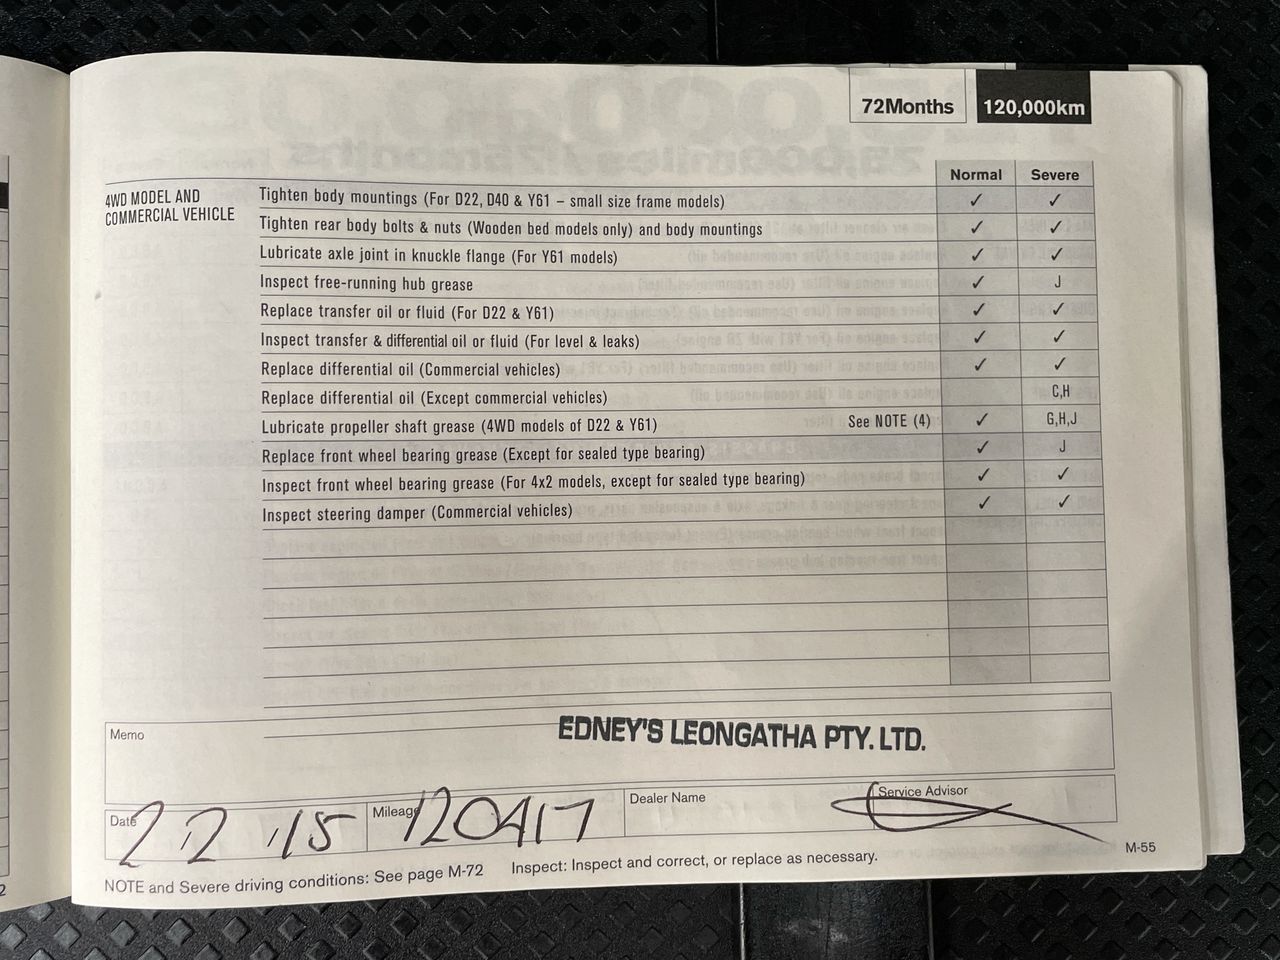 72Months 120,000km
Normal Severe
4WD MODEL AND
COMMERCIAL VEHICLE
Tighten body mountings (For D22, D40 & Y61 – small size frame models) ✓ ✓
Tighten rear body bolts & nuts (Wooden bed models only) and body mountings ✓ ✓
Lubricate axle joint in knuckle flange (For Y61 models) ✓ ✓
Inspect free-running hub grease ✓ J
Replace transfer oil or fluid (For D22 & Y61) ✓ ✓
Inspect transfer & differential oil or fluid (For level & leaks) ✓ ✓
Replace differential oil (Commercial vehicles) ✓ ✓
Replace differential oil (Except commercial vehicles) C,H
Lubricate propeller shaft grease (4WD models of D22 & Y61) See NOTE (4) ✓ G,H,J
Replace front wheel bearing grease (Except for sealed type bearing) ✓ J
Inspect front wheel bearing grease (For 4x2 models, except for sealed type bearing) ✓ ✓
Inspect steering damper (Commercial vehicles) ✓ ✓
Memo
EDNEY'S LEONGATHA PTY. LTD.
Date 2 2 15 Mileage 120417 Dealer Name Service Advisor
NOTE and Severe driving conditions: See page M-72 Inspect: Inspect and correct, or replace as necessary.
M-55
2